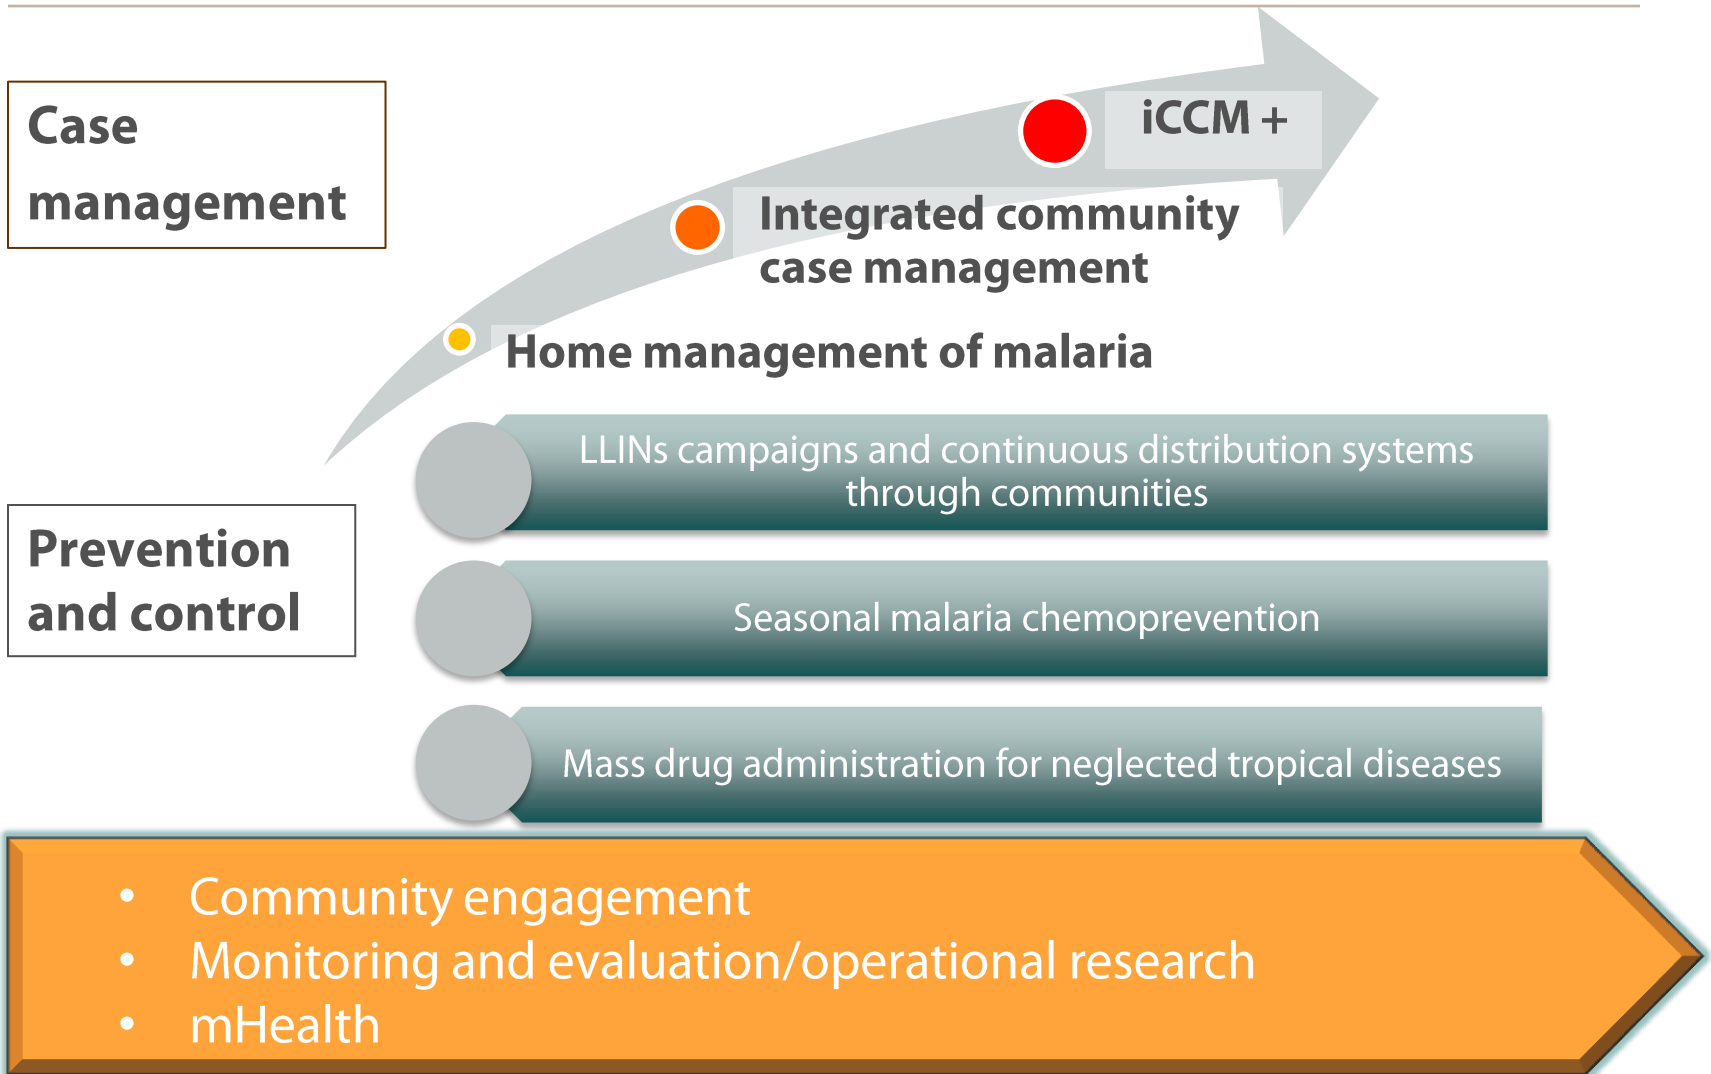 Case
management
iCCM +
Integrated community
case management
Home management of malaria
Prevention
and control
LLINs campaigns and continuous distribution systems
through communities
Seasonal malaria chemoprevention
Mass drug administration for neglected tropical diseases
• Community engagement
• Monitoring and evaluation/operational research
• mHealth